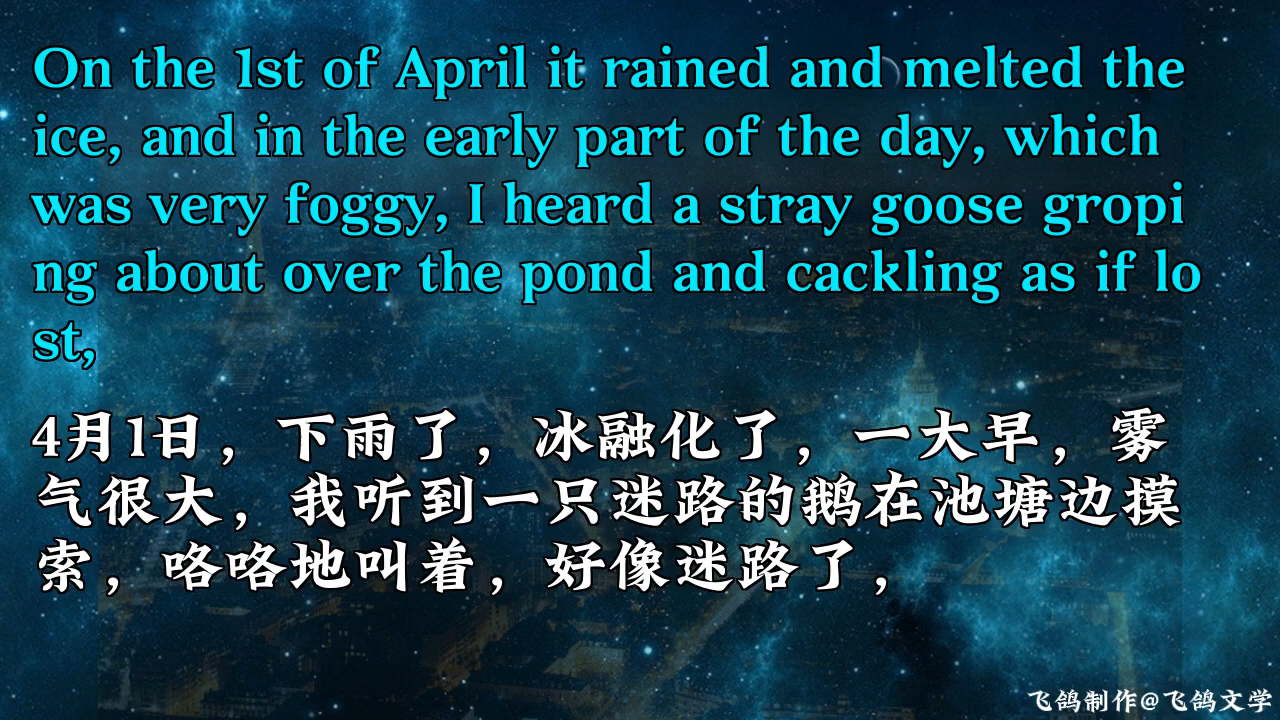 On the 1st of April it rained and melted the
ice, and in the early part of the day, which
was very foggy, I heard a stray goose gropi
ng about over the pond and cackling as if lo
st,
4月1日，下雨了，冰融化了，一大早，雾
气很大，我听到一只迷路的鹅在池塘边摸
索，咯咯地叫着，好像迷路了，
飞鸽制作@飞鸽文学